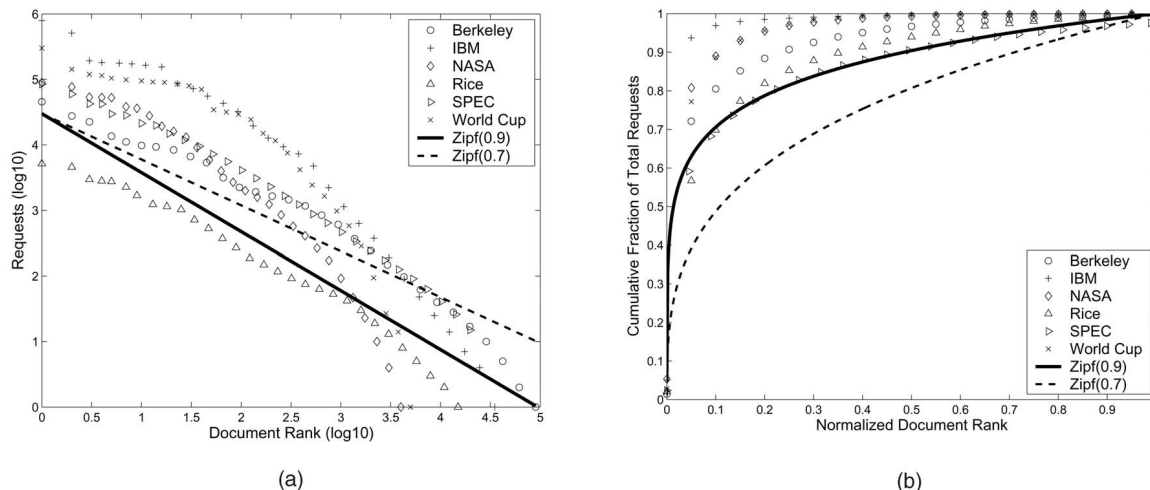 6
5
4
3
2
1
0
Requests (log10)
0
0.5
1
1.5
2
2.5
3
3.5
4
4.5
5
Document Rank (log10)
Berkeley
IBM
NASA
Rice
SPEC
World Cup
Zipf(0.9)
Zipf(0.7)
(a)
1
0.9
0.8
0.7
0.6
0.5
0.4
0.3
0.2
0.1
0
Cumulative Fraction of Total Requests
0
0.1
0.2
0.3
0.4
0.5
0.6
0.7
0.8
0.9
1
Normalized Document Rank
Berkeley
IBM
NASA
Rice
SPEC
World Cup
Zipf(0.9)
Zipf(0.7)
(b)